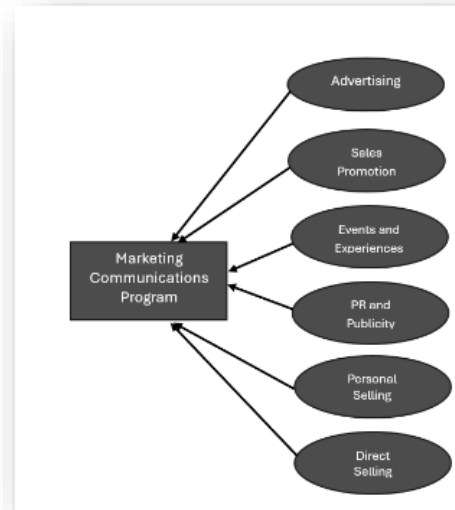 Advertising
Sales
Promotion
Events and
Experiences
Marketing
Communications
Program
PR and
Publicity
Personal
Selling
Direct
Selling